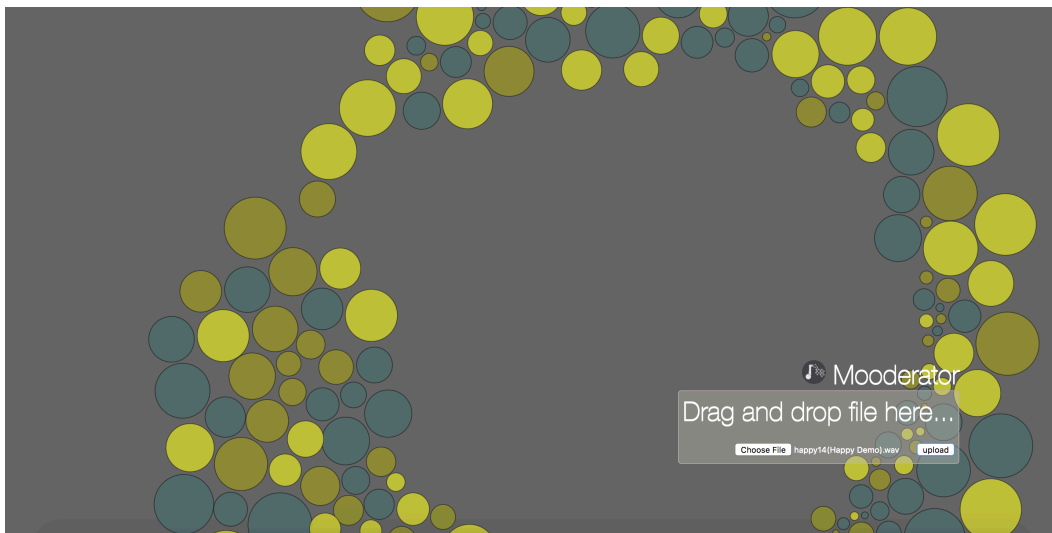 Mooderator
Drag and drop file here...
Choose File happy14(Happy Demo).wav upload